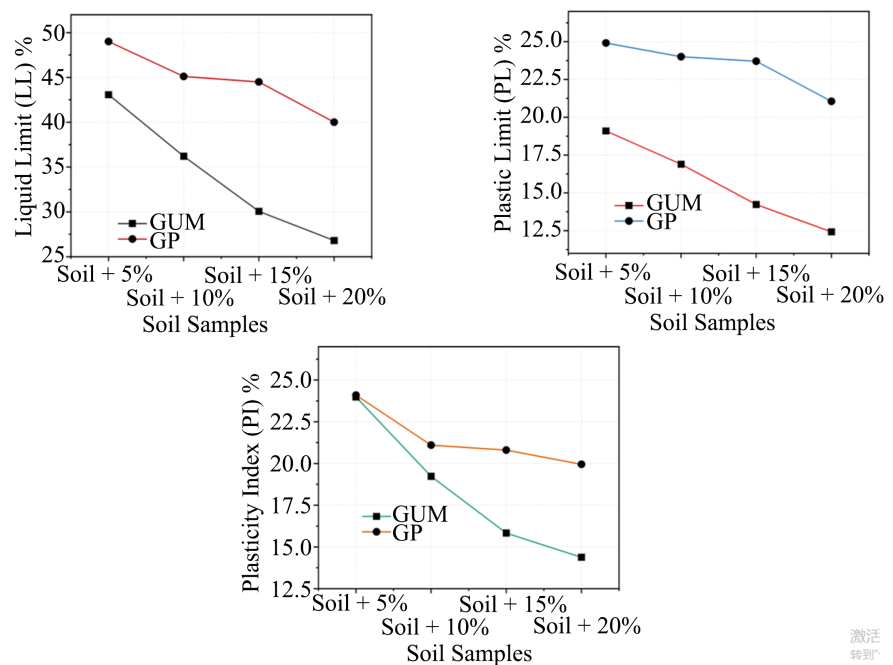 Liquid Limit (LL) %
50
45
40
35
30
25
GUM
GP
Soil + 5%
Soil + 15%
Soil + 10%
Soil + 20%
Soil Samples
Plastic Limit (PL) %
25.0
22.5
20.0
17.5
15.0
12.5
GUM
GP
Soil + 5%
Soil + 15%
Soil + 10%
Soil + 20%
Soil Samples
Plasticity Index (PI) %
25.0
22.5
20.0
17.5
15.0
12.5
GUM
GP
Soil + 5%
Soil + 15%
Soil + 10%
Soil + 20%
Soil Samples
激活
转到"